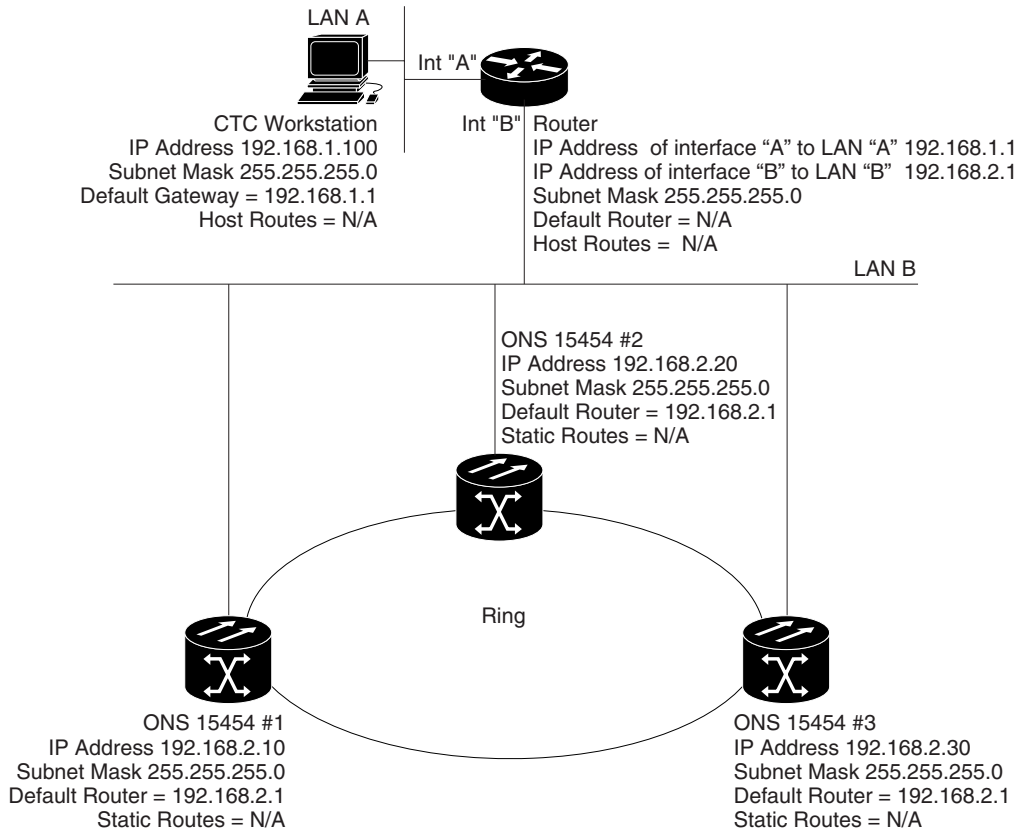 LAN A
Int "A"
CTC Workstation
IP Address 192.168.1.100
Subnet Mask 255.255.255.0
Default Gateway = 192.168.1.1
Host Routes = N/A
Int "B"
Router
IP Address of interface “A” to LAN “A” 192.168.1.1
IP Address of interface “B” to LAN “B” 192.168.2.1
Subnet Mask 255.255.255.0
Default Router = N/A
Host Routes = N/A
LAN B
ONS 15454 #2
IP Address 192.168.2.20
Subnet Mask 255.255.255.0
Default Router = 192.168.2.1
Static Routes = N/A
Ring
ONS 15454 #1
IP Address 192.168.2.10
Subnet Mask 255.255.255.0
Default Router = 192.168.2.1
Static Routes = N/A
ONS 15454 #3
IP Address 192.168.2.30
Subnet Mask 255.255.255.0
Default Router = 192.168.2.1
Static Routes = N/A